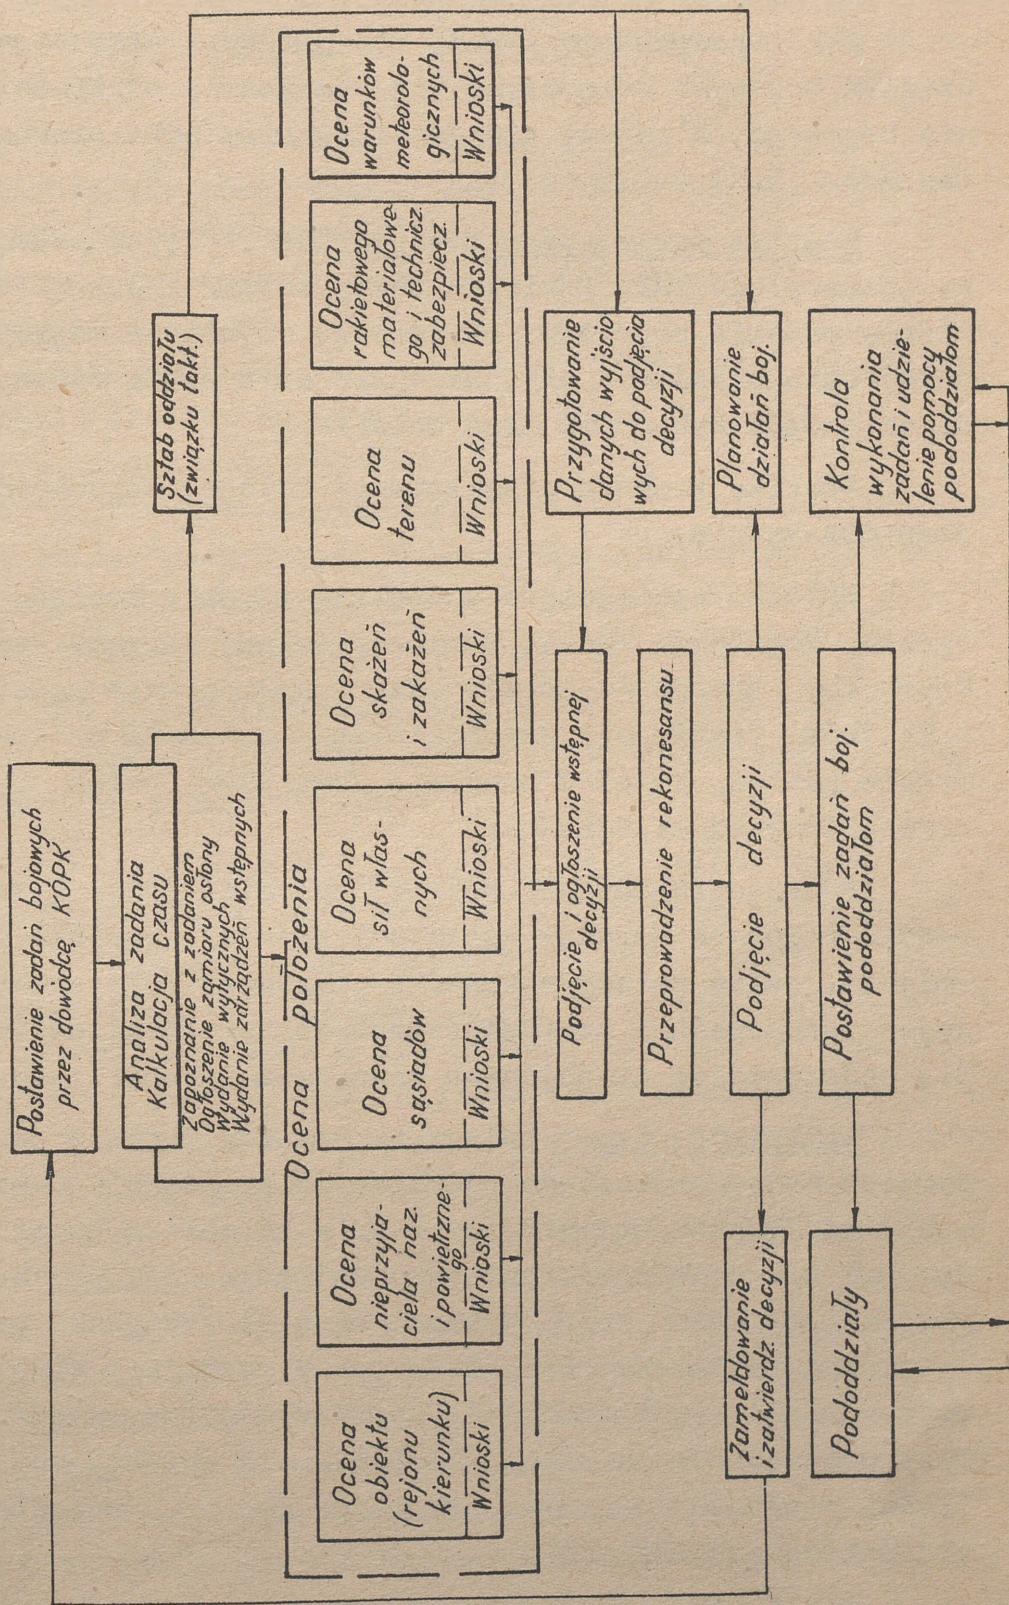 Postawienie zadań bojowych
przez dowódcę KOPK
Analiza zadania
Kalkulacja czasu
Zapoznanie z zadaniem
Ogłoszenie zamiaru osłony
Wydanie wytycznych
Wydanie zarządzeń wstępnych
Sztab oddziału
(związku takt.)
Ocena położenia
Ocena
obiektu
(rejonu
kierunku)
Wnioski
Ocena
nieprzyja-
ciela naz.
i powietrzne-
go
Wnioski
Ocena
sąsiadów
Wnioski
Ocena
sił włas-
nych
Wnioski
Ocena
skażeń
i zakażeń
Wnioski
Ocena
terenu
Wnioski
Ocena
rakietowego
materiałowe
go i technicz.
zabezpiecz.
Wnioski
Ocena
warunków
meteorolo-
gicznych
Wnioski
Podjęcie i ogłoszenie wstępnej
decyzji
Przygotowanie
danych wyjścio
wych do podjęcia
decyzji
Przeprowadzenie rekonesansu
Zameldowanie
i zatwierdz. decyzji
Podjęcie decyzji
Planowanie
działań boj.
Pododdziały
Postawienie zadań boj.
pododdziałom
Kontrola
wykonania
zadań i udzie-
lenie pomocy
pododdziałom